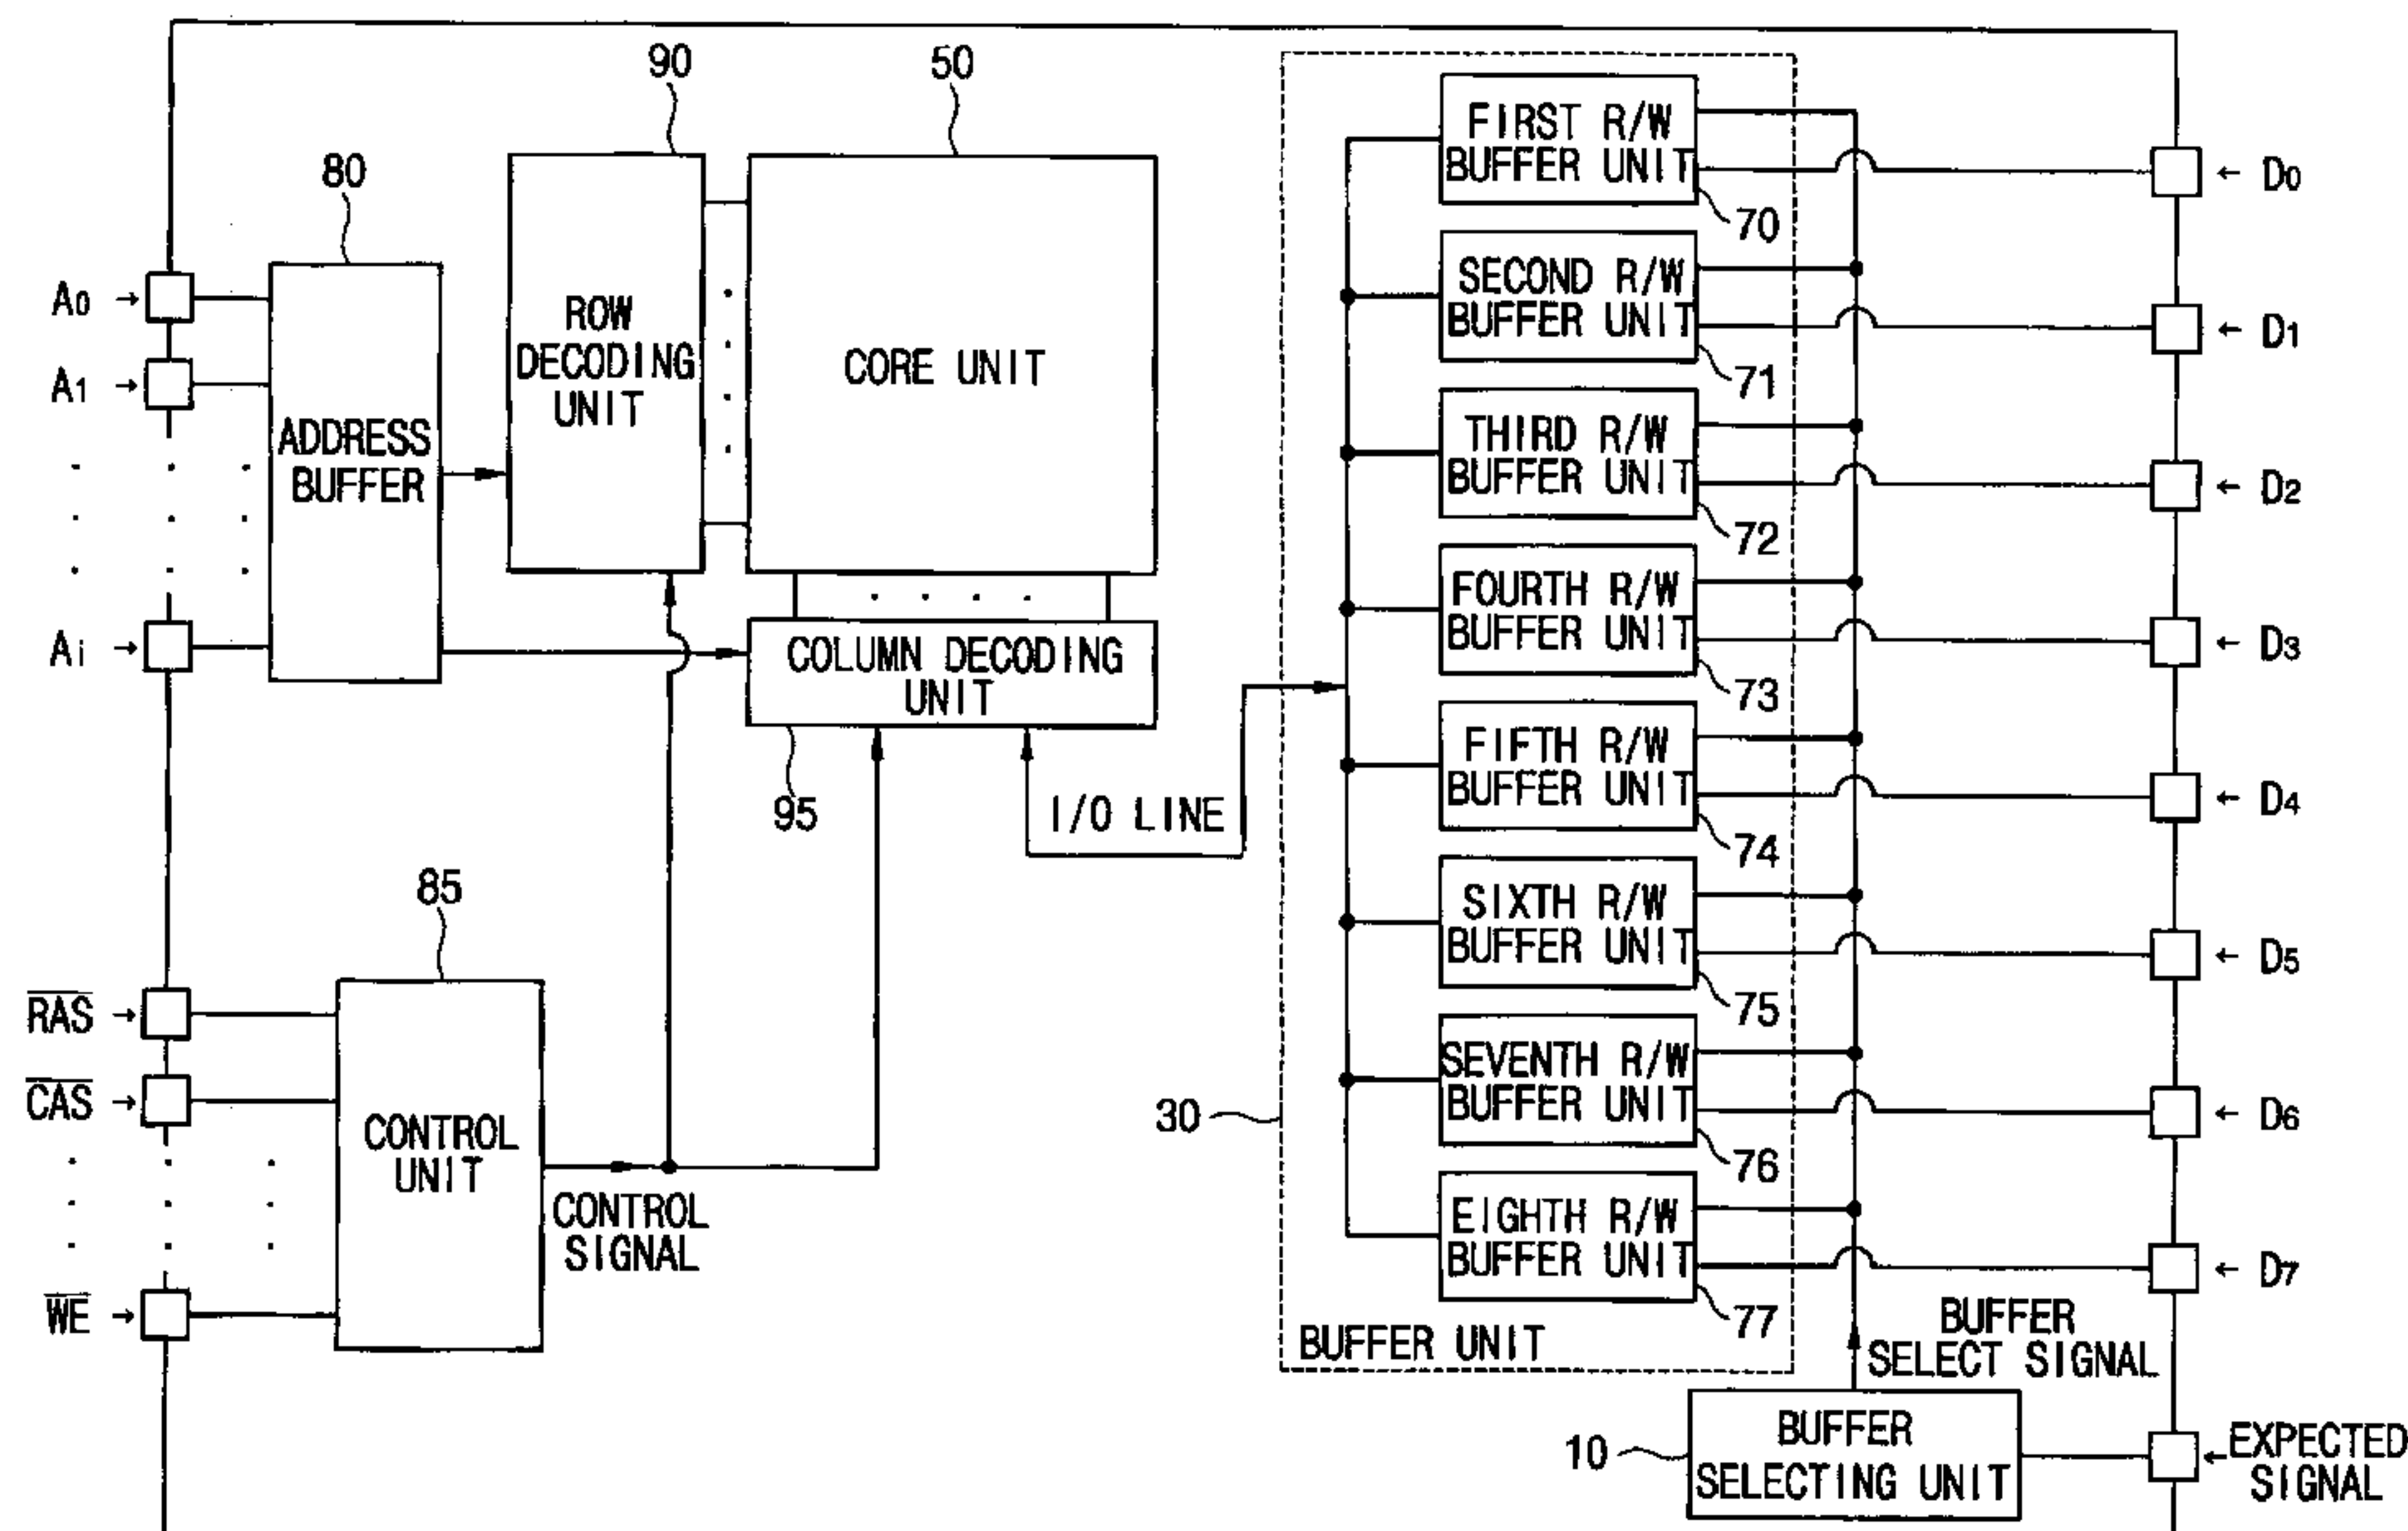 90
50
80
A0 →
A1 →
Ai →
ADDRESS
BUFFER
ROW
DECODING
UNIT
CORE UNIT
COLUMN DECODING
UNIT
95
I/O LINE
85
RAS →
CAS →
WE →
CONTROL
UNIT
CONTROL
SIGNAL
FIRST R/W
BUFFER UNIT
70
← D0
SECOND R/W
BUFFER UNIT
71
← D1
THIRD R/W
BUFFER UNIT
72
← D2
FOURTH R/W
BUFFER UNIT
73
← D3
FIFTH R/W
BUFFER UNIT
74
← D4
SIXTH R/W
BUFFER UNIT
75
← D5
SEVENTH R/W
BUFFER UNIT
76
← D6
EIGHTH R/W
BUFFER UNIT
77
← D7
30
BUFFER UNIT
BUFFER
SELECT SIGNAL
10
BUFFER
SELECTING UNIT
←EXPECTED
SIGNAL